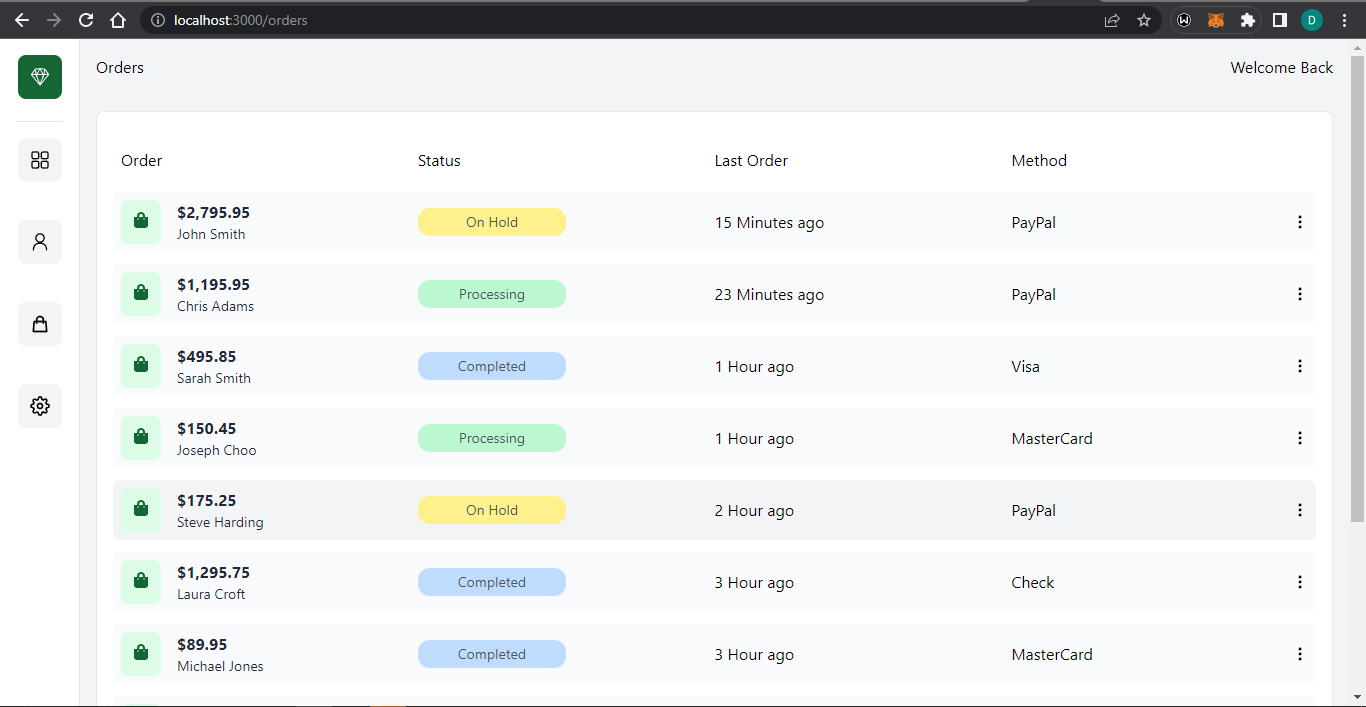 localhost:3000/orders
D
Orders
Welcome Back
Order Status Last Order Method
$2,795.95
John Smith
On Hold
15 Minutes ago
PayPal
$1,195.95
Chris Adams
Processing
23 Minutes ago
PayPal
$495.85
Sarah Smith
Completed
1 Hour ago
Visa
$150.45
Joseph Choo
Processing
1 Hour ago
MasterCard
$175.25
Steve Harding
On Hold
2 Hour ago
PayPal
$1,295.75
Laura Croft
Completed
3 Hour ago
Check
$89.95
Michael Jones
Completed
3 Hour ago
MasterCard